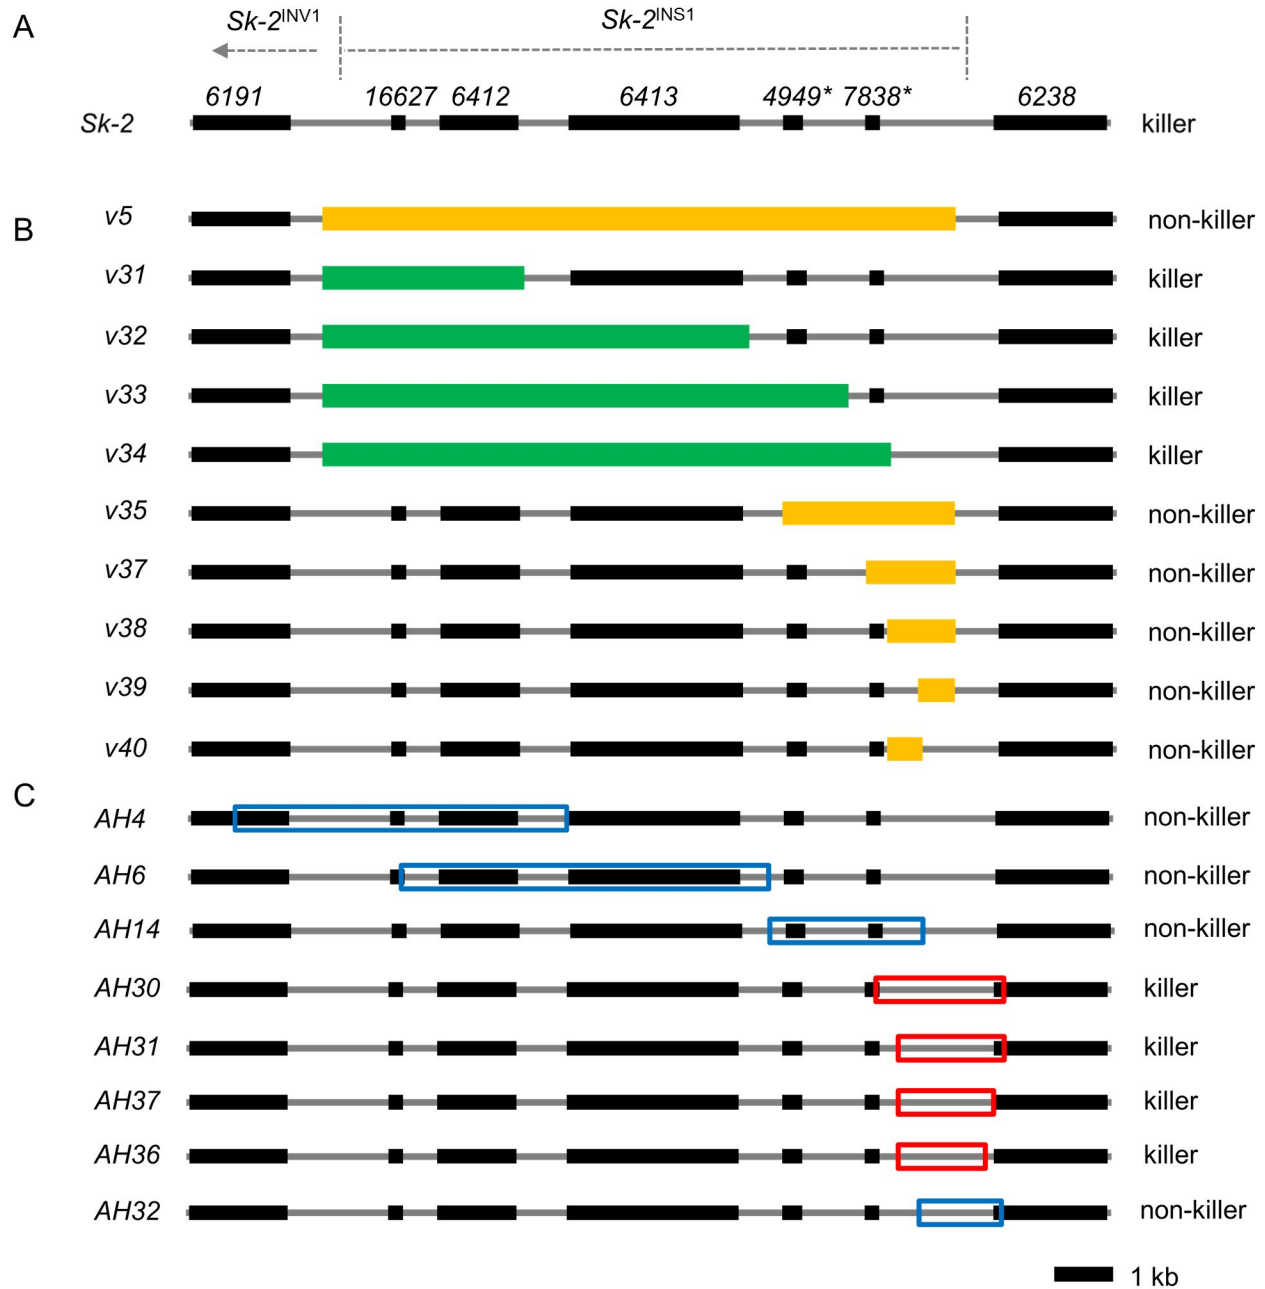 A
Sk-2INV1
Sk-2INS1
6191 16627 6412 6413 4949* 7838* 6238
Sk-2 killer
B
v5 non-killer
v31 killer
v32 killer
v33 killer
v34 killer
v35 non-killer
v37 non-killer
v38 non-killer
v39 non-killer
v40 non-killer
C
AH4 non-killer
AH6 non-killer
AH14 non-killer
AH30 killer
AH31 killer
AH37 killer
AH36 killer
AH32 non-killer
1 kb